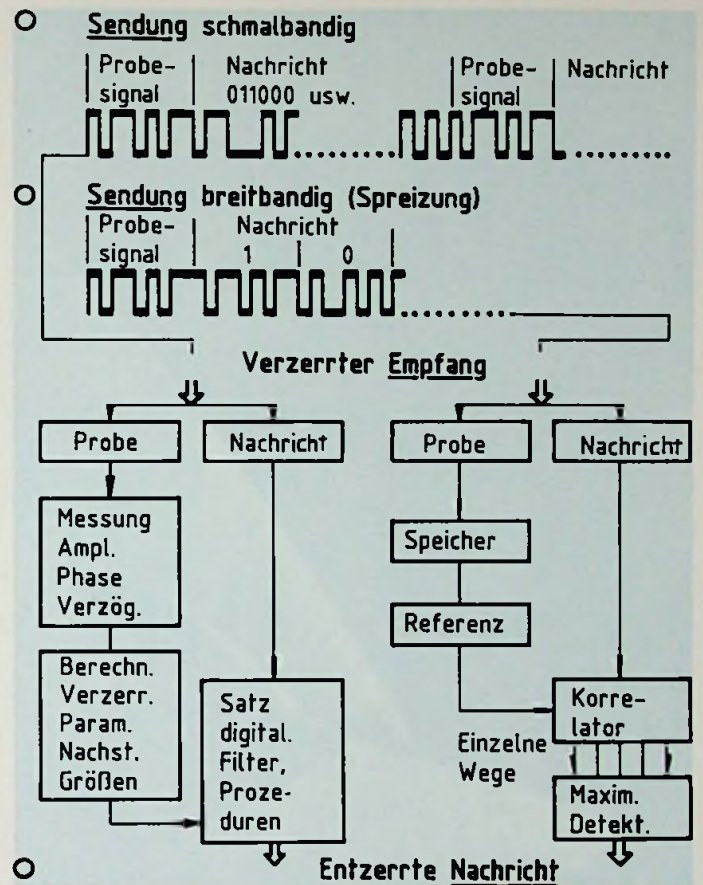 Sendung schmalbandig
Probe- Nachricht Probe- Nachricht
signal 011000 usw. signal
Sendung breitbandig (Spreizung)
Probe- Nachricht
signal 1 0
Verzerrter Empfang
Probe Nachricht Probe Nachricht
Messung
Ampl.
Phase
Verzög.
Speicher
Referenz
Berechn.
Verzerr.
Param.
Nachst.
Größen
Satz
digital.
Filter,
Proze-
duren
Einzelne
Wege
Korre-
lator
Maxim.
Detekt.
Entzerrte Nachricht